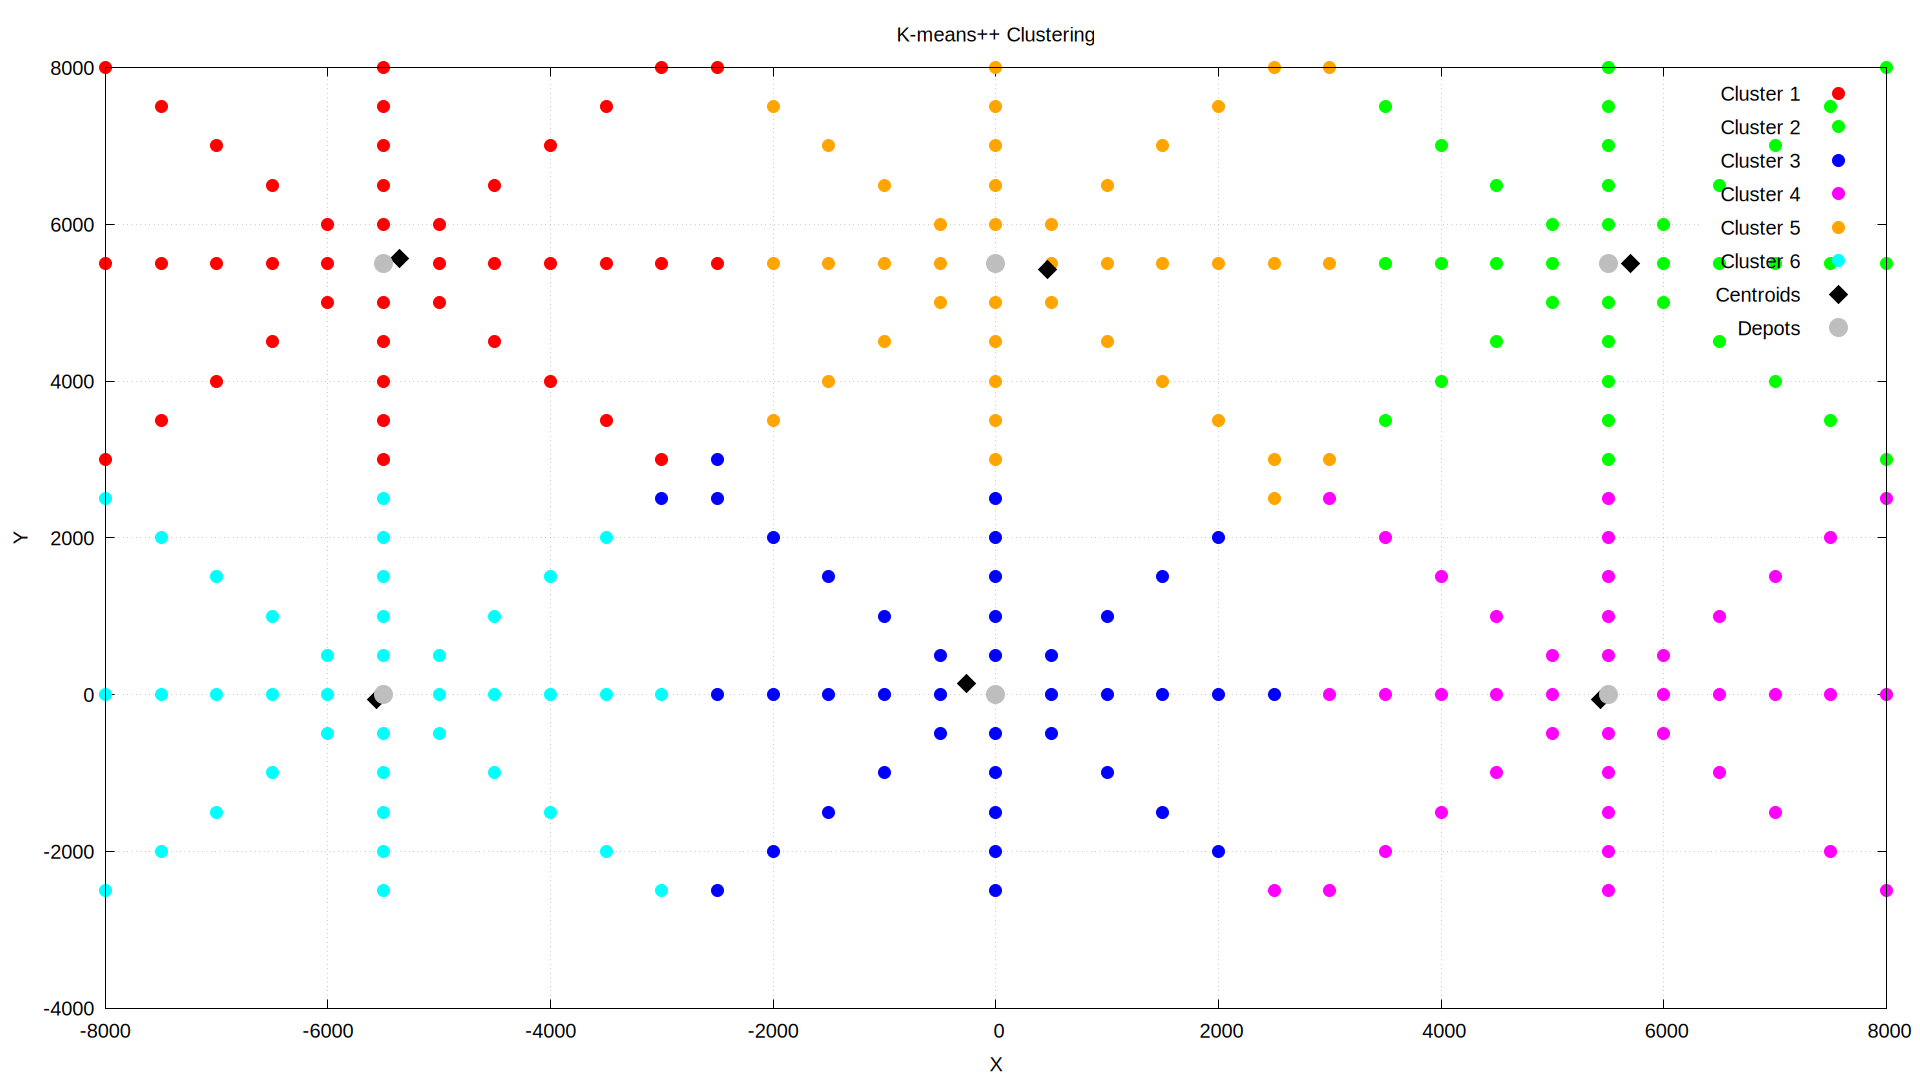 K-means++ Clustering
8000
6000
4000
2000
0
-2000
-4000
Y
-8000 -6000 -4000 -2000 0 2000 4000 6000 8000
X
Cluster 1
Cluster 2
Cluster 3
Cluster 4
Cluster 5
Cluster 6
Centroids
Depots